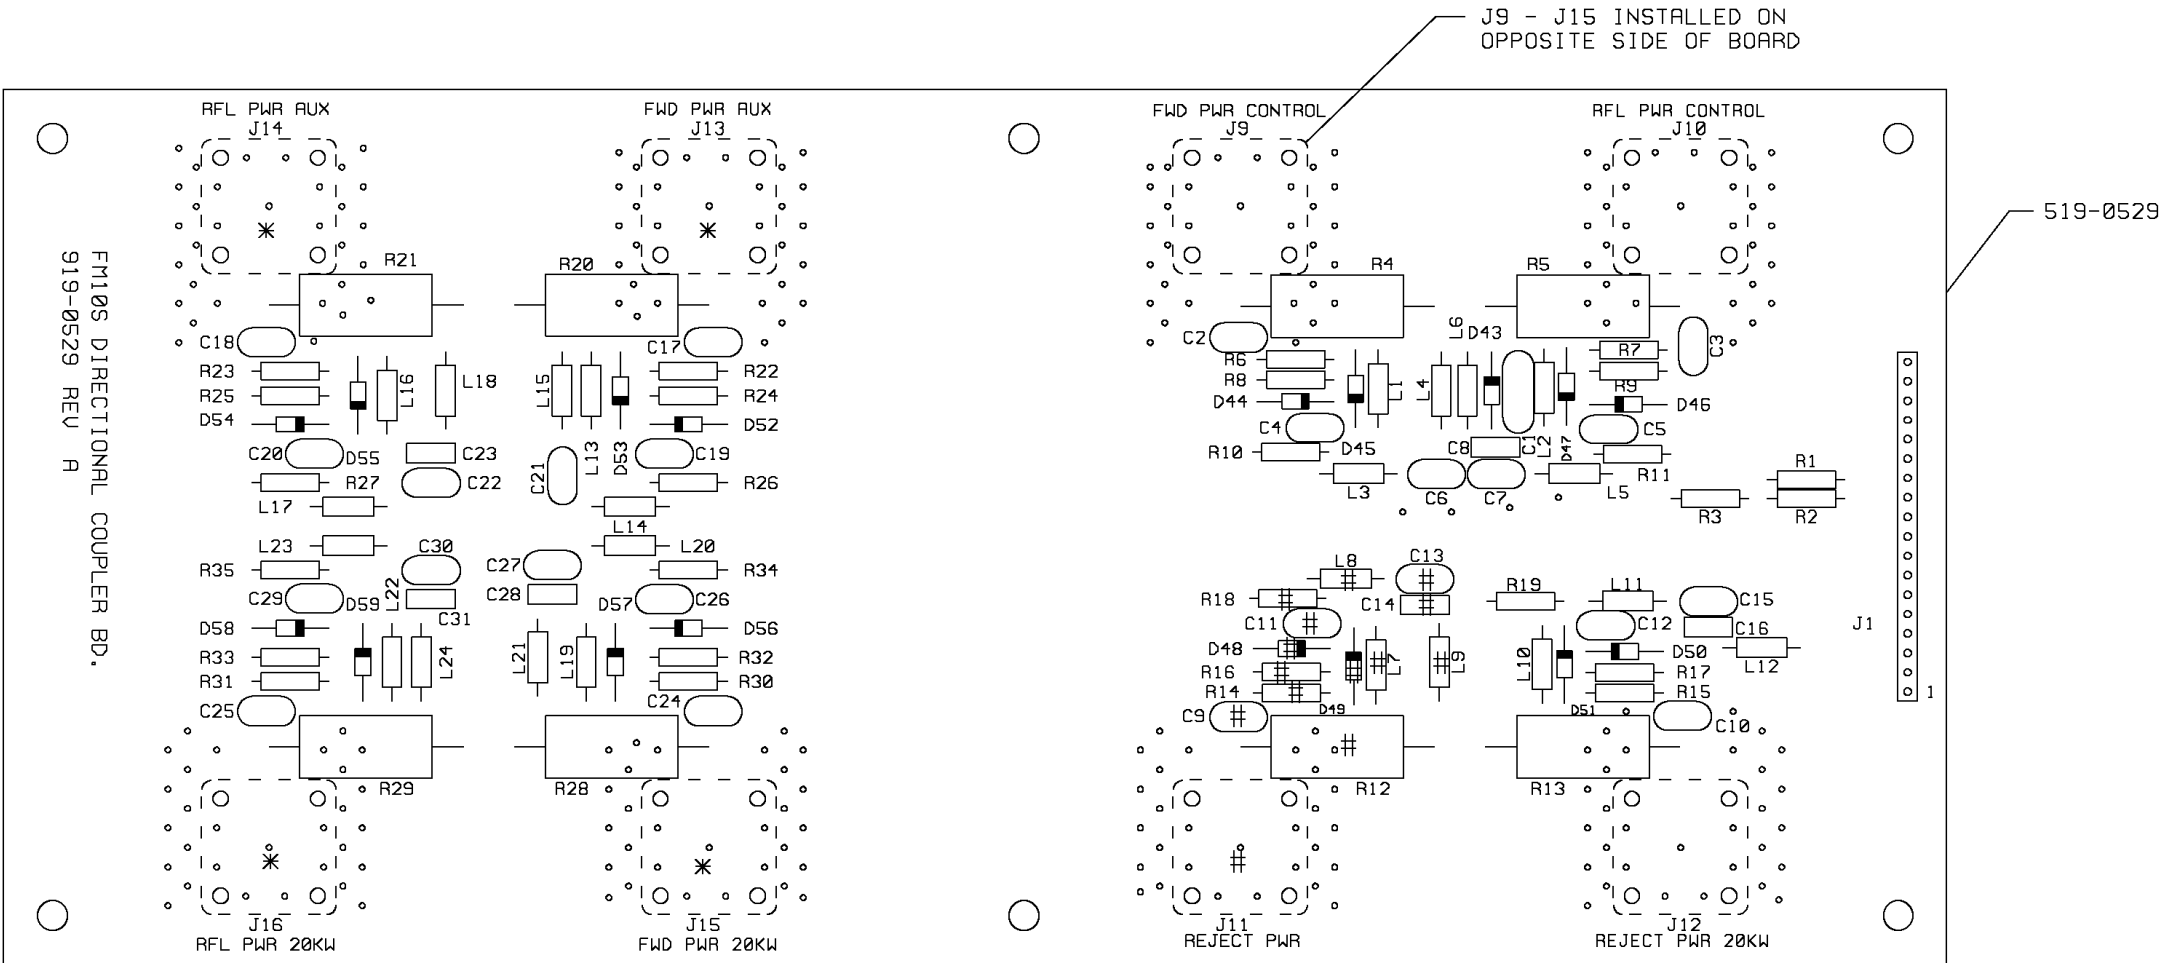 J9 - J15 INSTALLED ON
OPPOSITE SIDE OF BOARD
519-0529
RFL PWR AUX
J14
FWD PWR AUX
J13
FWD PWR CONTROL
J9
RFL PWR CONTROL
J10
FM10S DIRECTIONAL COUPLER BD.
919-0529 REV A
R21
R20
R4
R5
C18
C17
C2
L6
D43
C3
R23
L16
L18
L15
R22
R6
R7
R25
R24
R8
L1
L4
R9
D54
D52
D44
D46
C20
D55
C23
L13
D53
C19
C4
D45
C8
C1
L2
D47
C5
R10
R11
R27
C22
C21
R26
L3
C6
C7
L5
R1
L17
L14
R3
R2
L23
C30
L20
R35
C27
R34
L8
C13
C29
D59
L22
C31
C28
D57
C26
R18
C14
R19
L11
C15
D58
D56
C11
C12
C16
J1
R33
L24
L21
L19
R32
D48
L7
L9
L10
D50
L12
R31
R30
R16
R17
R14
R15
1
C25
C24
C9
D49
D51
C10
R29
R28
R12
R13
J16
RFL PWR 20KW
J15
FWD PWR 20KW
J11
REJECT PWR
J12
REJECT PWR 20KW